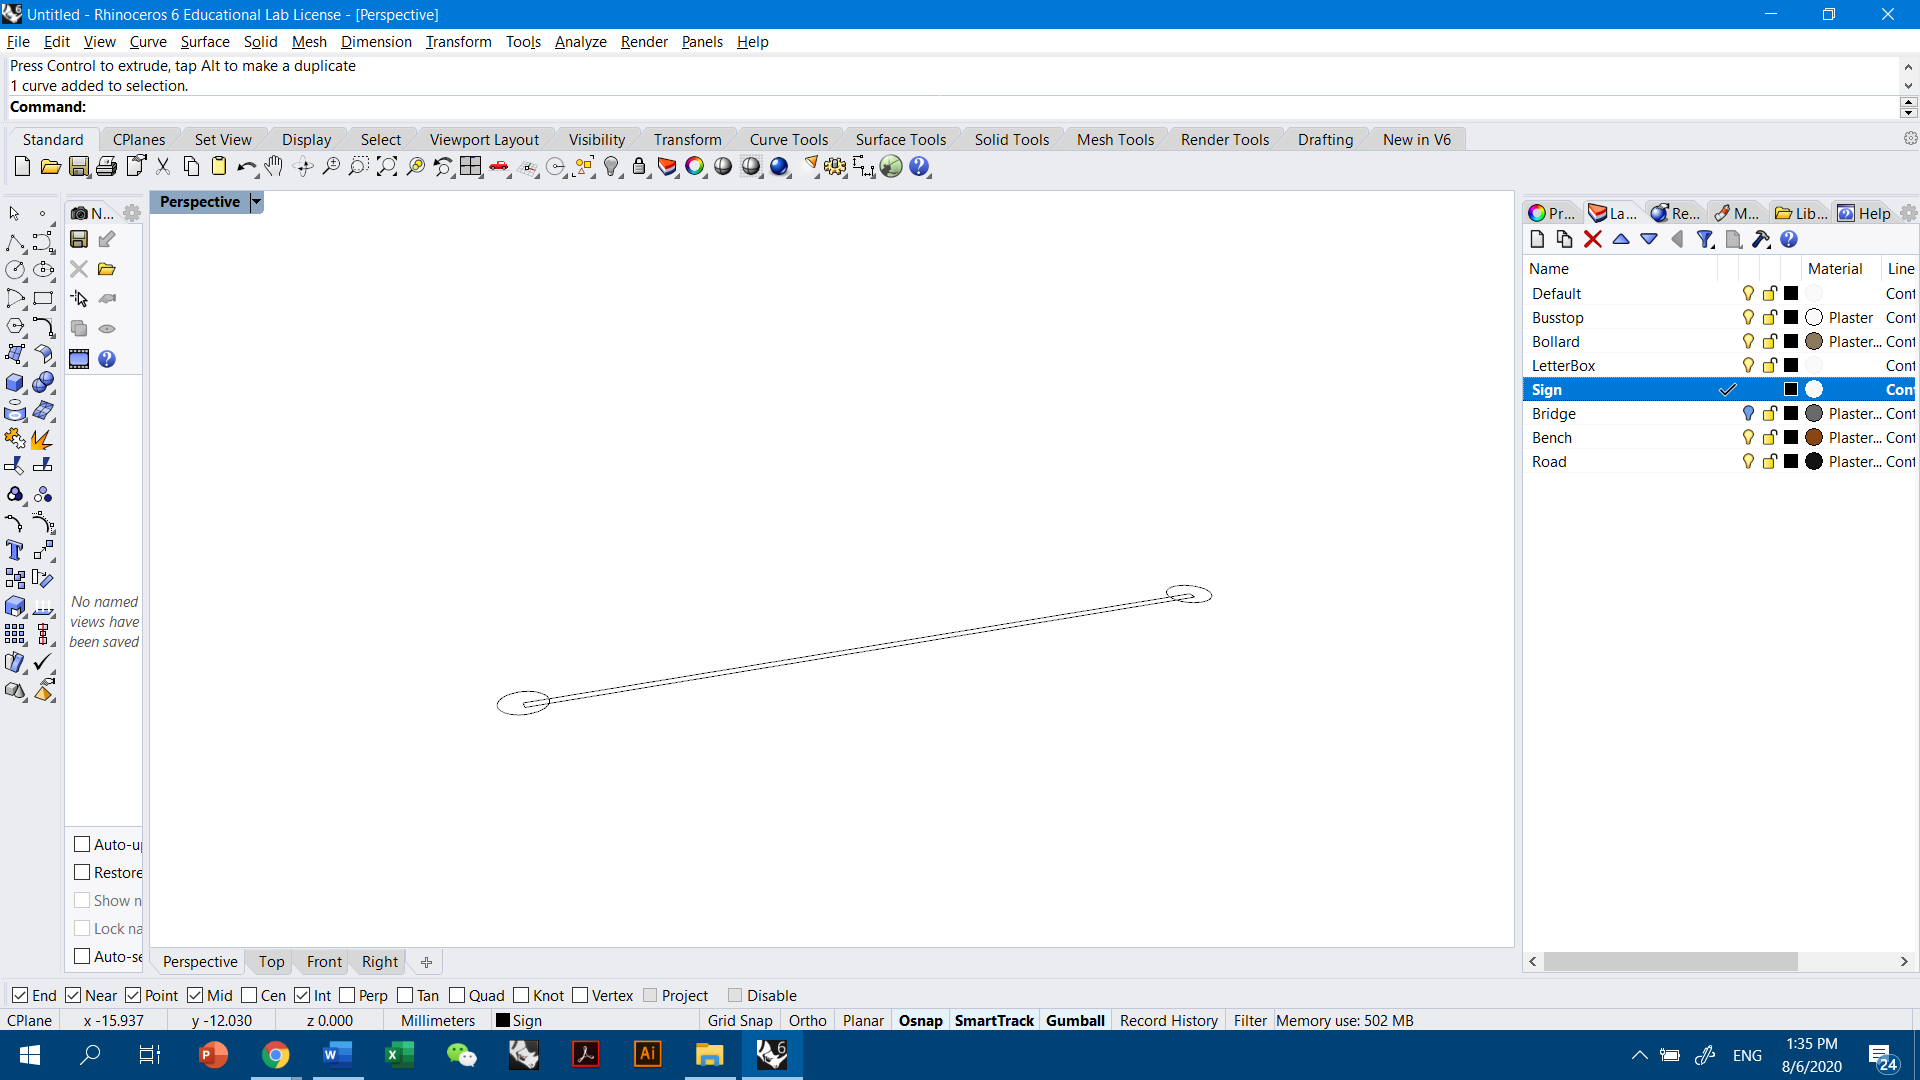 Untitled - Rhinoceros 6 Educational Lab License - [Perspective]
File Edit View Curve Surface Solid Mesh Dimension Transform Tools Analyze Render Panels Help
Press Control to extrude, tap Alt to make a duplicate
1 curve added to selection.
Command:
Standard CPlanes Set View Display Select Viewport Layout Visibility Transform Curve Tools Surface Tools Solid Tools Mesh Tools Render Tools Drafting New in V6
N...
Perspective
Pr... La... Re... M... Lib... Help
Name Material Line
Default Cont
Busstop Plaster Cont
Bollard Plaster... Cont
LetterBox Cont
Sign Cont
Bridge Plaster... Cont
Bench Plaster... Cont
Road Plaster... Cont
No named
views have
been saved
Auto-u
Restore
Show n
Lock na
Auto-se
Perspective Top Front Right
End Near Point Mid Cen Int Perp Tan Quad Knot Vertex Project Disable
CPlane x -15.937 y -12.030 z 0.000 Millimeters Sign Grid Snap Ortho Planar Osnap SmartTrack Gumball Record History Filter Memory use: 502 MB
ENG
1:35 PM
8/6/2020
24